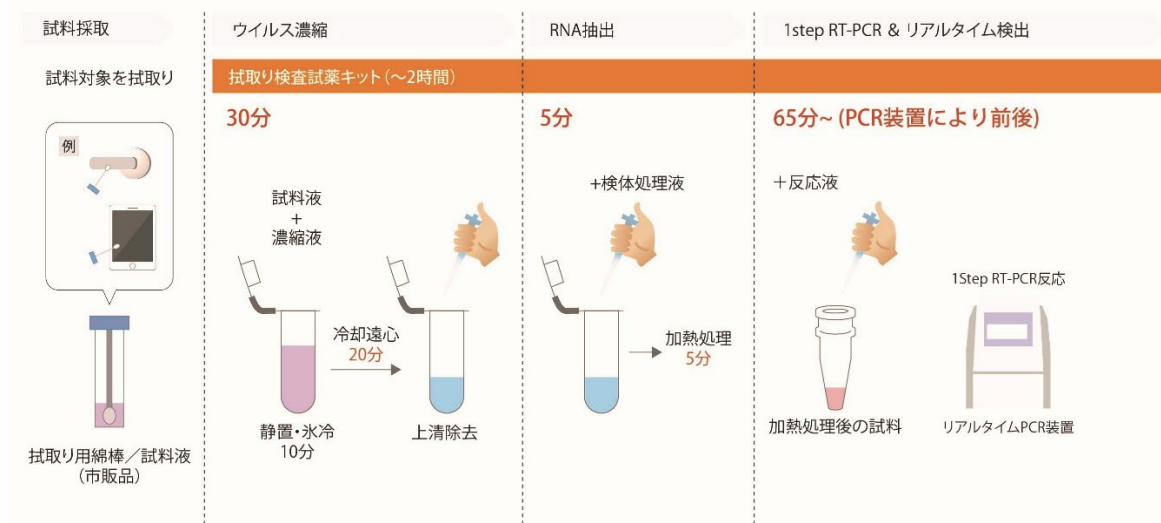 試料採取
ウイルス濃縮
RNA抽出
1step RT-PCR & リアルタイム検出
試料対象を拭取り
拭取り検査試薬キット(〜2時間)
30分
5分
65分~ (PCR装置により前後)
例
試料液
+
濃縮液
+検体処理液
+反応液
1Step RT-PCR反応
冷却遠心
20分
加熱処理
5分
静置・氷冷
10分
上清除去
加熱処理後の試料
リアルタイムPCR装置
拭取り用綿棒/試料液
(市販品)